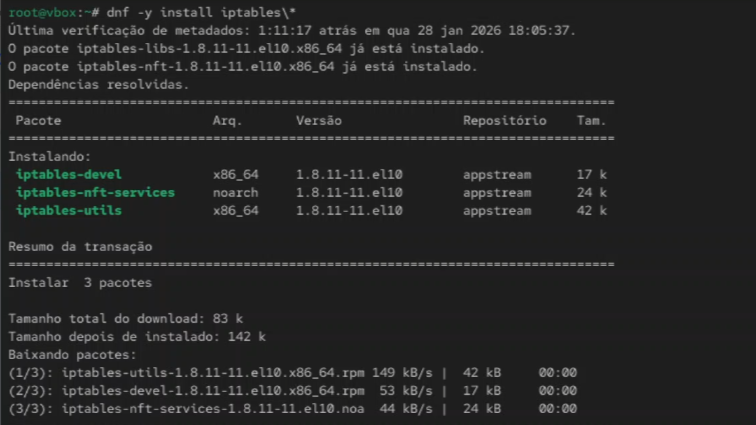 root@vbox:~# dnf -y install iptables\*
Última verificação de metadados: 1:11:17 atrás em qua 28 jan 2026 18:05:37.
O pacote iptables-libs-1.8.11-11.el10.x86_64 já está instalado.
O pacote iptables-nft-1.8.11-11.el10.x86_64 já está instalado.
Dependências resolvidas.
================================================================================
Pacote Arq. Versão Repositório Tam.
================================================================================
Instalando:
iptables-devel x86_64 1.8.11-11.el10 appstream 17 k
iptables-nft-services noarch 1.8.11-11.el10 appstream 24 k
iptables-utils x86_64 1.8.11-11.el10 appstream 42 k
Resumo da transação
================================================================================
Instalar 3 pacotes
Tamanho total do download: 83 k
Tamanho depois de instalado: 142 k
Baixando pacotes:
(1/3): iptables-utils-1.8.11-11.el10.x86_64.rpm 149 kB/s | 42 kB 00:00
(2/3): iptables-devel-1.8.11-11.el10.x86_64.rpm 53 kB/s | 17 kB 00:00
(3/3): iptables-nft-services-1.8.11-11.el10.noa 44 kB/s | 24 kB 00:00